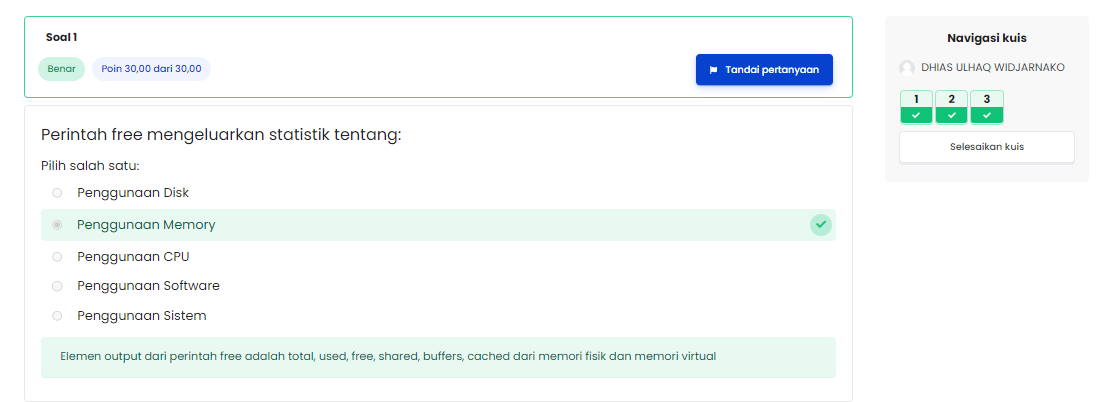 Soal 1
Benar
Poin 30,00 dari 30,00
Tandai pertanyaan
Perintah free mengeluarkan statistik tentang:
Pilih salah satu:
Penggunaan Disk
Penggunaan Memory
Penggunaan CPU
Penggunaan Software
Penggunaan Sistem
Elemen output dari perintah free adalah total, used, free, shared, buffers, cached dari memori fisik dan memori virtual
Navigasi kuis
DHIAS ULHAQ WIDJARNAKO
1 2 3
Selesaikan kuis